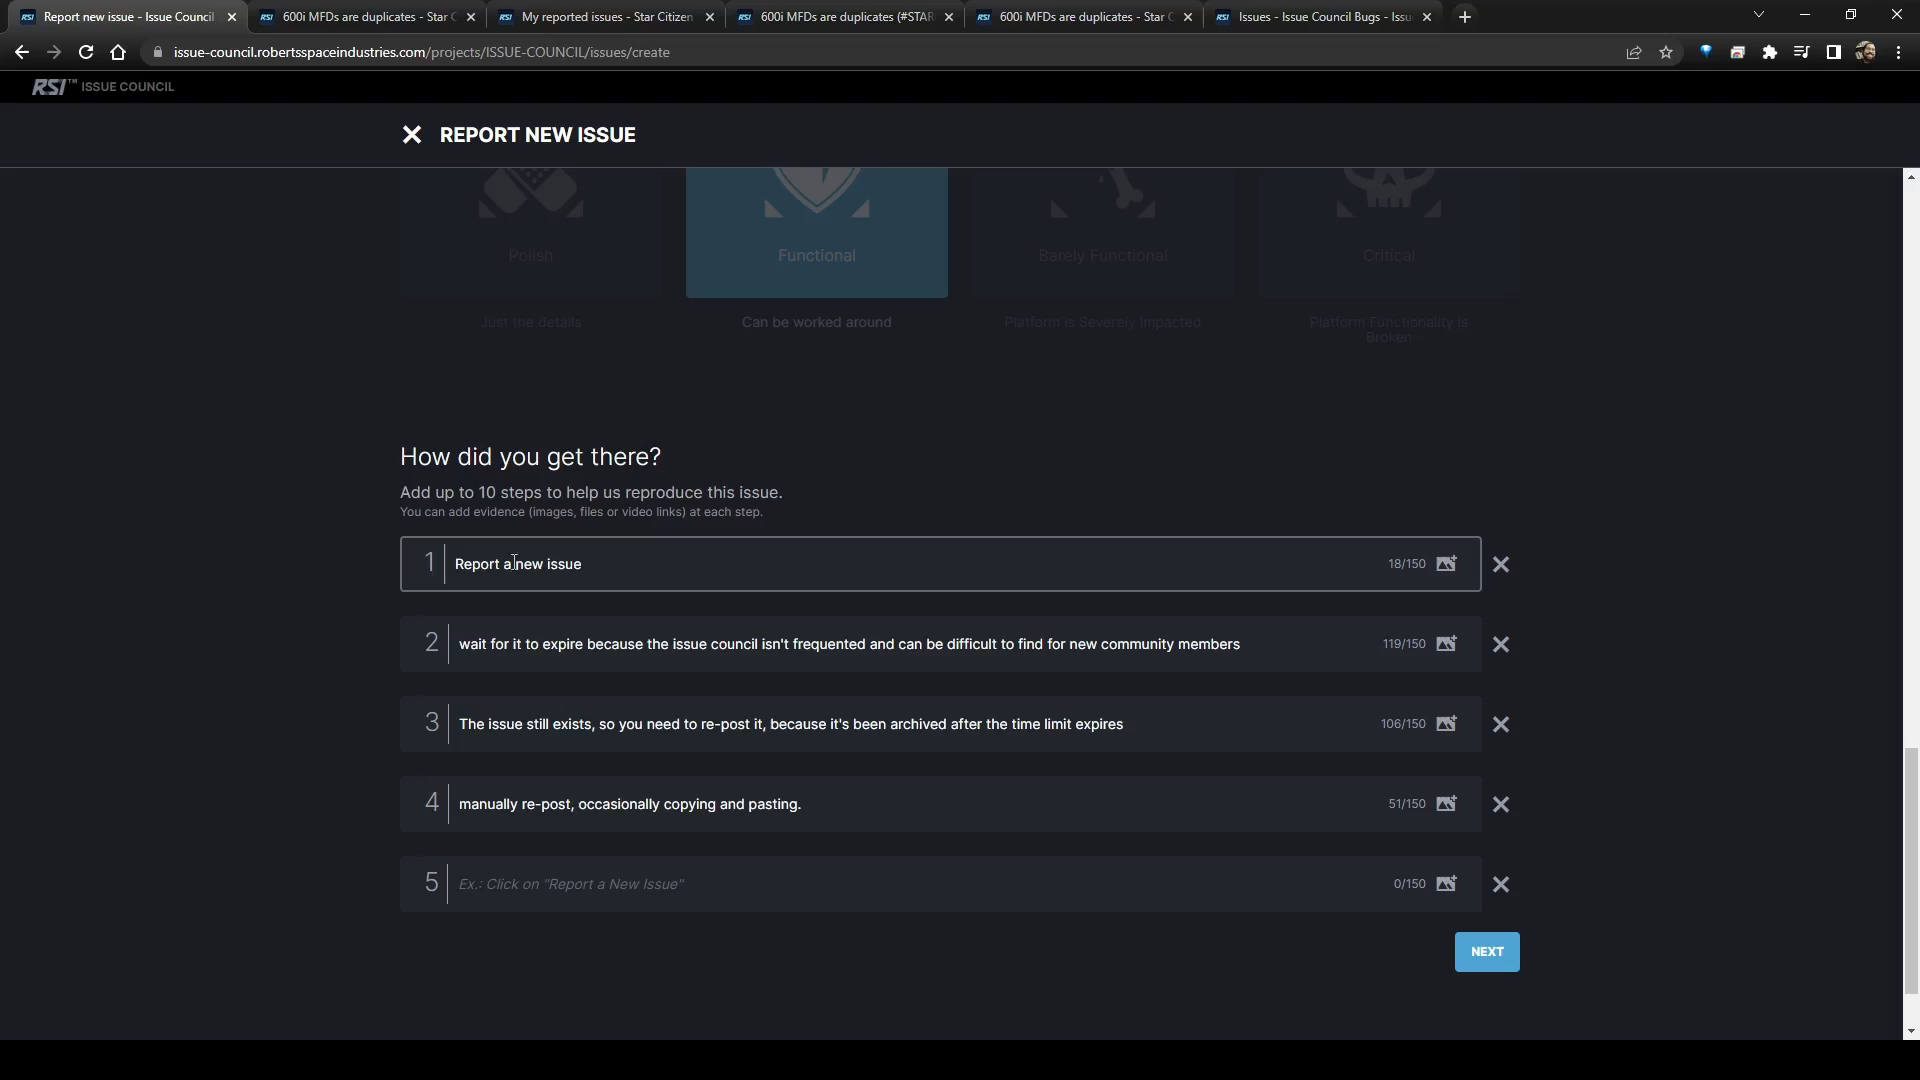 Report new issue - Issue Council
600i MFDs are duplicates - Star C
My reported issues - Star Citizen
600i MFDs are duplicates (#STAR
600i MFDs are duplicates - Star C
Issues - Issue Council Bugs - Issu
issue-council.robertsspaceindustries.com/projects/ISSUE-COUNCIL/issues/create
RSI™ ISSUE COUNCIL
REPORT NEW ISSUE
Polish
Functional
Barely Functional
Critical
Just the details
Can be worked around
Platform is Severely Impacted
Platform Functionality is
Broken
How did you get there?
Add up to 10 steps to help us reproduce this issue.
You can add evidence (images, files or video links) at each step.
1 Report a new issue 18/150
2 wait for it to expire because the issue council isn't frequented and can be difficult to find for new community members 119/150
3 The issue still exists, so you need to re-post it, because it's been archived after the time limit expires 106/150
4 manually re-post, occasionally copying and pasting. 51/150
5 Ex.: Click on "Report a New Issue" 0/150
NEXT